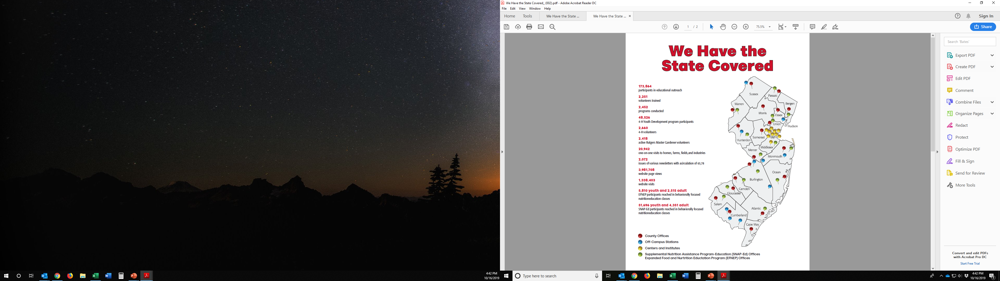 We Have the State Covered_ (002).pdf - Adobe Acrobat Reader DC
File Edit View Window Help
Home Tools We Have the State ... We Have the State ... × ? Sign In
1 / 2 75.5% Share
We Have the
State Covered
173,864
participants in educational outreach
2,251
volunteers trained
2,452
programs conducted
48,526
4-H Youth Development program participants
2,660
4-H volunteers
2,418
active Rutgers Master Gardener volunteers
20,942
one-on-one visits to homes, farms, fields,and industries
2,072
issues of various newsletters with acirculation of 65,78
3,981,708
website page views
1,338,403
website visits
5,810 youth and 2,515 adult
EFNEP participants reached in behaviorally focused
nutritioneducation classes
51,696 youth and 4,351 adult
SNAP-Ed participants reached in behaviorally focused
nutritioneducation classes
Sussex
Passaic
Warren
Bergen
Morris
Essex
Union
Hudson
Somerset
Hunterdon
Middlesex
Mercer
Monmouth
Ocean
Burlington
Camden
Gloucester
Salem
Atlantic
Cumberland
Cape May
County Offices
Off-Campus Stations
Centers and Institutes
Supplemental Nutrition Assistance Program-Education (SNAP-Ed) Offices
Expanded Food and Nurtrition Eductation Program (EFNEP) Offices
Search 'Bates'
Export PDF
Create PDF
Edit PDF
Comment
Combine Files
Organize Pages
Redact
Protect
Optimize PDF
Fill & Sign
Send for Review
More Tools
Convert and edit PDFs
with Acrobat Pro DC
Start Free Trial
4:42 PM
10/16/2019
Type here to search
4:42 PM
10/16/2019